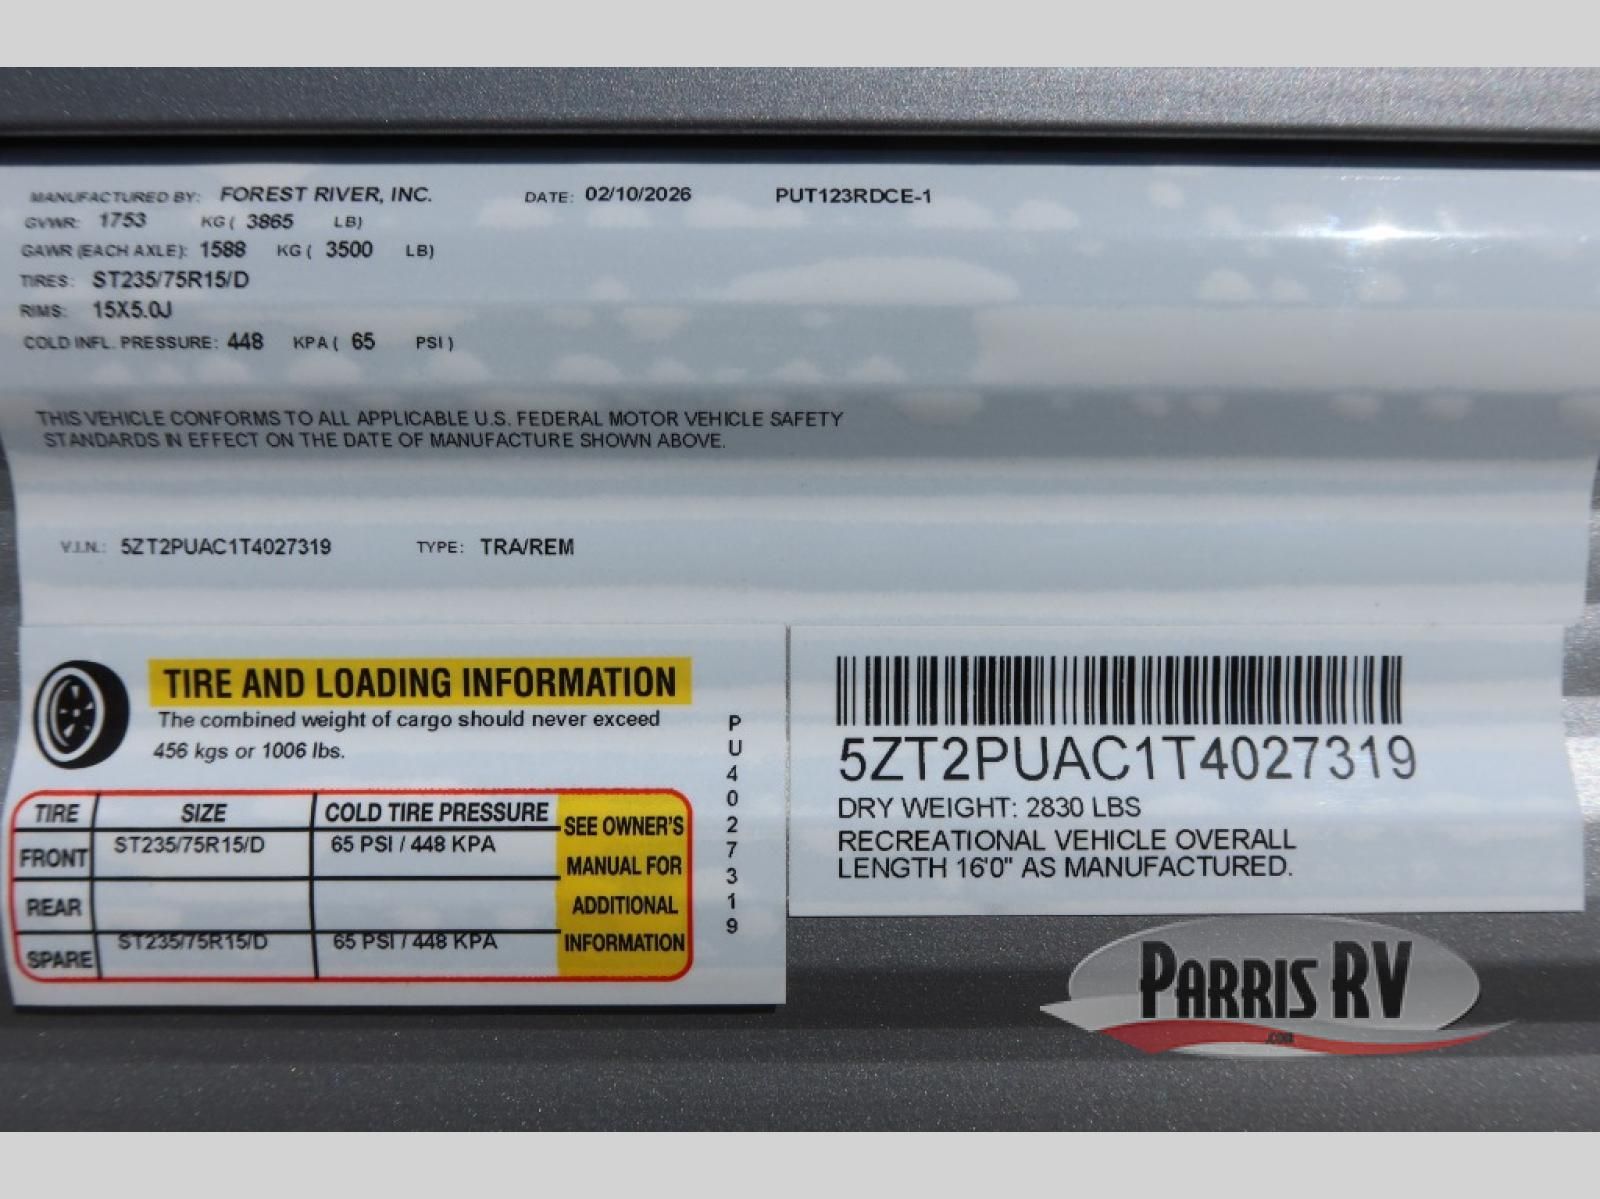 MANUFACTURED BY: FOREST RIVER, INC. DATE: 02/10/2026 PUT123RDCE-1
GVWR: 1753 KG ( 3865 LB)
GAWR (EACH AXLE): 1588 KG ( 3500 LB)
TIRES: ST235/75R15/D
RIMS: 15X5.0J
COLD INFL. PRESSURE: 448 KPA ( 65 PSI )
THIS VEHICLE CONFORMS TO ALL APPLICABLE U.S. FEDERAL MOTOR VEHICLE SAFETY
STANDARDS IN EFFECT ON THE DATE OF MANUFACTURE SHOWN ABOVE.
V.I.N.: 5ZT2PUAC1T4027319 TYPE: TRA/REM
TIRE AND LOADING INFORMATION
The combined weight of cargo should never exceed
456 kgs or 1006 lbs.
TIRE SIZE COLD TIRE PRESSURE
FRONT ST235/75R15/D 65 PSI / 448 KPA
REAR
SPARE ST235/75R15/D 65 PSI / 448 KPA
SEE OWNER'S
MANUAL FOR
ADDITIONAL
INFORMATION
PU4027319
5ZT2PUAC1T4027319
DRY WEIGHT: 2830 LBS
RECREATIONAL VEHICLE OVERALL
LENGTH 16'0" AS MANUFACTURED.
PARRIS RV
.COM